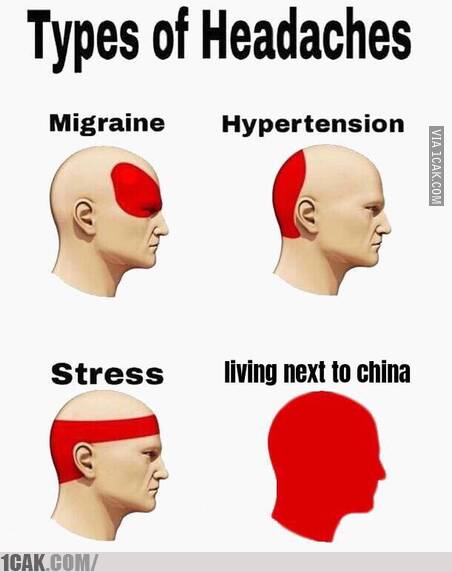 Types of Headaches
Migraine
Hypertension
VIA 1CAK.COM
Stress
living next to china
1CAK.COM/